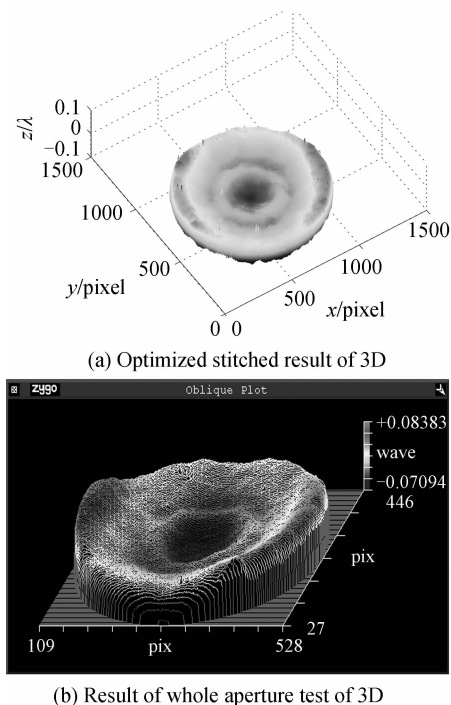 0.1
0
−0.1
z/λ
1500
1000
500
0
y/pixel
0
500
1000
1500
x/pixel
(a) Optimized stitched result of 3D
zygo
Oblique Plot
+0.08383
wave
−0.07094
446
pix
27
109
pix
528
(b) Result of whole aperture test of 3D